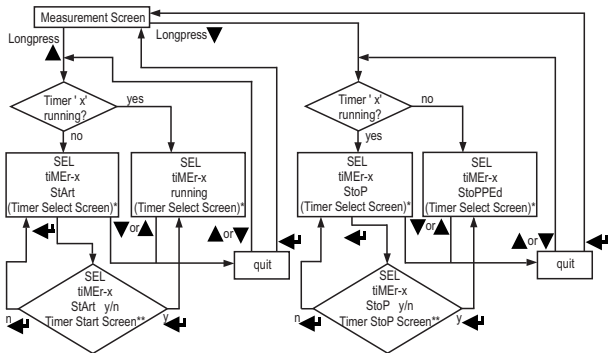 Measurement Screen
Longpress
Longpress
Timer ' x'
running?
yes
no
SEL
tiMEr-x
StArt
(Timer Select Screen)*
SEL
tiMEr-x
running
(Timer Select Screen)*
or
or
quit
SEL
tiMEr-x
StArt y/n
Timer Start Screen**
n
y
Timer ' x'
running?
no
yes
SEL
tiMEr-x
StoP
(Timer Select Screen)*
SEL
tiMEr-x
StoPPEd
(Timer Select Screen)*
or
or
quit
SEL
tiMEr-x
StoP y/n
Timer StoP Screen**
n
y